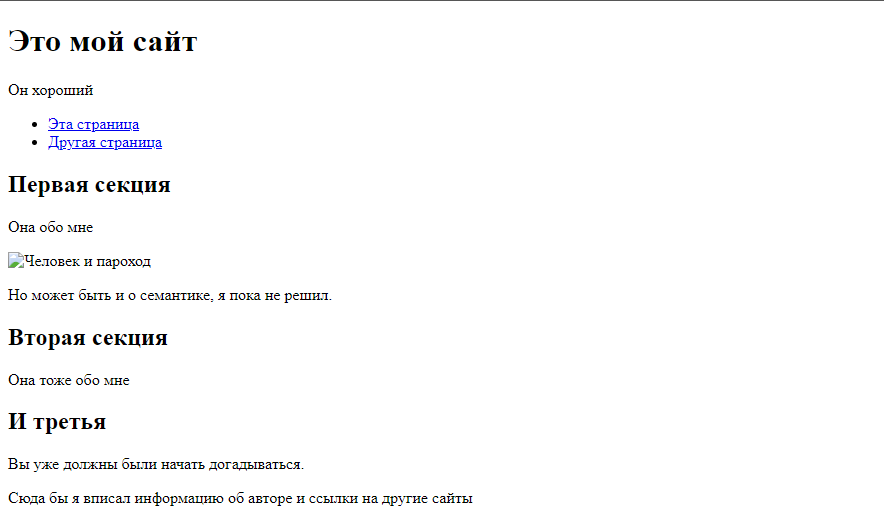 Это мой сайт
Он хороший
Эта страница
Другая страница
Первая секция
Она обо мне
Человек и пароход
Но может быть и о семантике, я пока не решил.
Вторая секция
Она тоже обо мне
И третья
Вы уже должны были начать догадываться.
Сюда бы я вписал информацию об авторе и ссылки на другие сайты